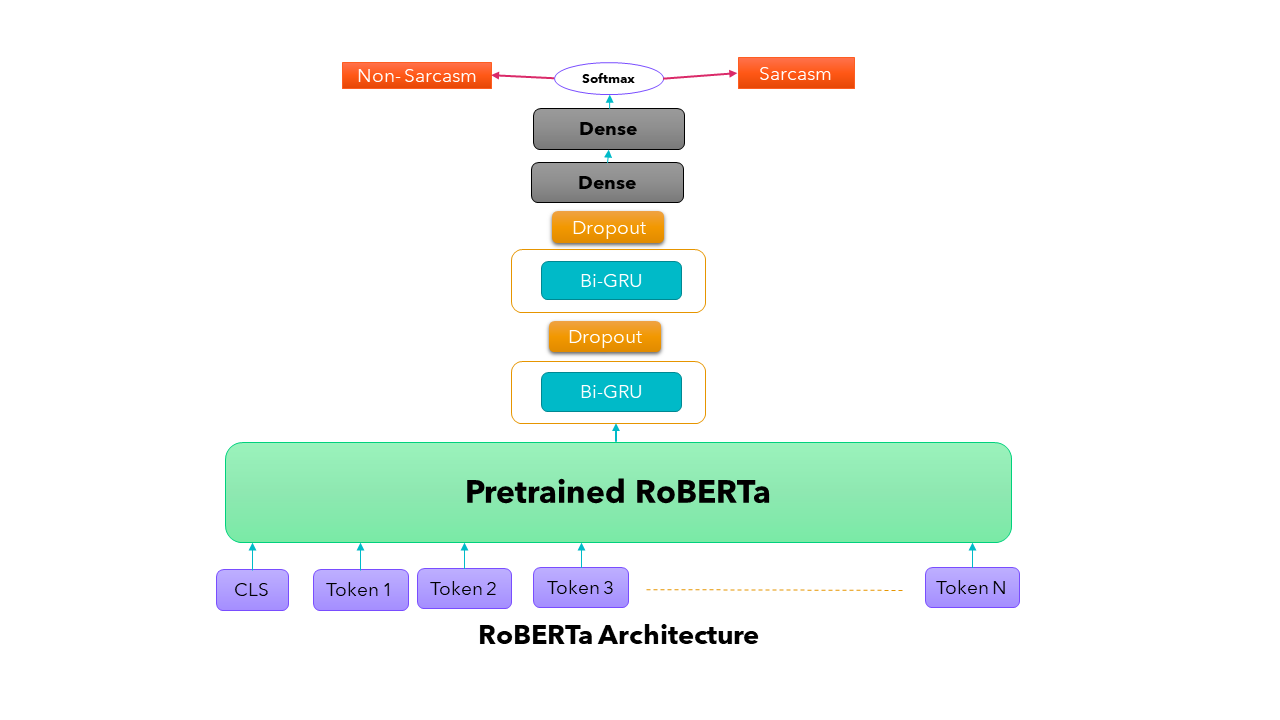 Non- Sarcasm
Softmax
Sarcasm
Dense
Dense
Dropout
Bi-GRU
Dropout
Bi-GRU
Pretrained RoBERTa
CLS
Token 1
Token 2
Token 3
Token N
RoBERTa Architecture